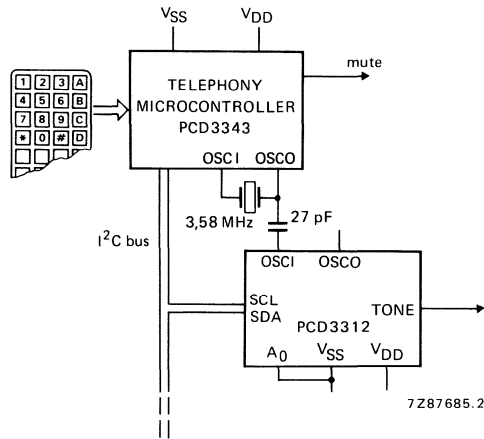 VSS VDD
mute
1 2 3 A
4 5 6 B
7 8 9 C
* 0 # D
TELEPHONY
MICROCONTROLLER
PCD3343
OSCI OSCO
3,58 MHz
27 pF
I²C bus
OSCI OSCO
SCL
SDA
TONE
PCD3312
A0 VSS VDD
7Z87685.2